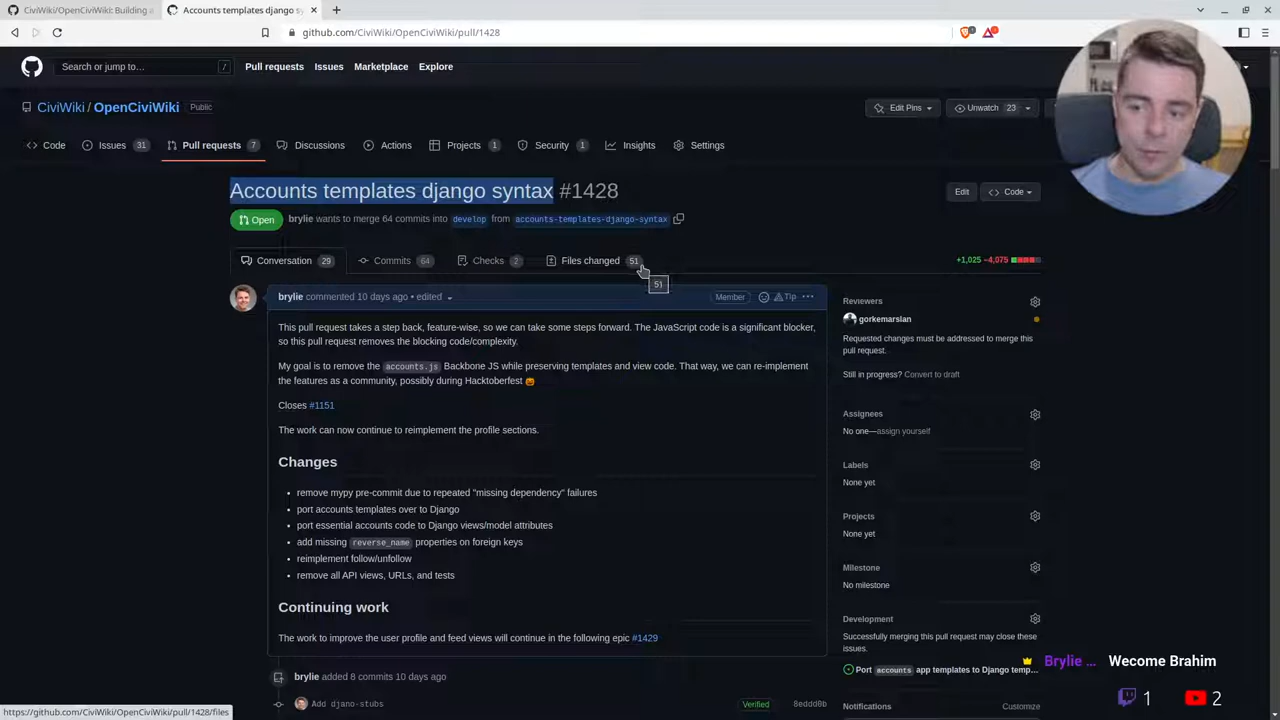 CiviWiki/OpenCiviWiki: Building a
Accounts templates django sy
github.com/CiviWiki/OpenCiviWiki/pull/1428
Search or jump to…
/
Pull requests
Issues
Marketplace
Explore
CiviWiki / OpenCiviWiki
Public
Edit Pins
Unwatch 23
Code
Issues 31
Pull requests 7
Discussions
Actions
Projects 1
Security 1
Insights
Settings
Accounts templates django syntax #1428
Edit
<> Code
Open
brylie wants to merge 64 commits into develop from accounts-templates-django-syntax
Conversation 29
Commits 64
Checks 2
Files changed 51
+1,025 −4,075
51
brylie commented 10 days ago • edited
Member
Tip
This pull request takes a step back, feature-wise, so we can take some steps forward. The JavaScript code is a significant blocker,
so this pull request removes the blocking code/complexity.
My goal is to remove the accounts.js Backbone JS while preserving templates and view code. That way, we can re-implement
the features as a community, possibly during Hacktoberfest 🎃
Closes #1151
The work can now continue to reimplement the profile sections.
Changes
• remove mypy pre-commit due to repeated "missing dependency" failures
• port accounts templates over to Django
• port essential accounts code to Django views/model attributes
• add missing reverse_name properties on foreign keys
• reimplement follow/unfollow
• remove all API views, URLs, and tests
Continuing work
The work to improve the user profile and feed views will continue in the following epic #1429
brylie added 8 commits 10 days ago
Add djano-stubs
Verified
8eddd0b
Reviewers
gorkemarslan
Requested changes must be addressed to merge this
pull request.
Still in progress? Convert to draft
Assignees
No one—assign yourself
Labels
None yet
Projects
None yet
Milestone
No milestone
Development
Successfully merging this pull request may close these
issues.
Port accounts app templates to Django temp…
Notifications
Customize
Brylie … Wecome Brahim
1
2
https://github.com/CiviWiki/OpenCiviWiki/pull/1428/files